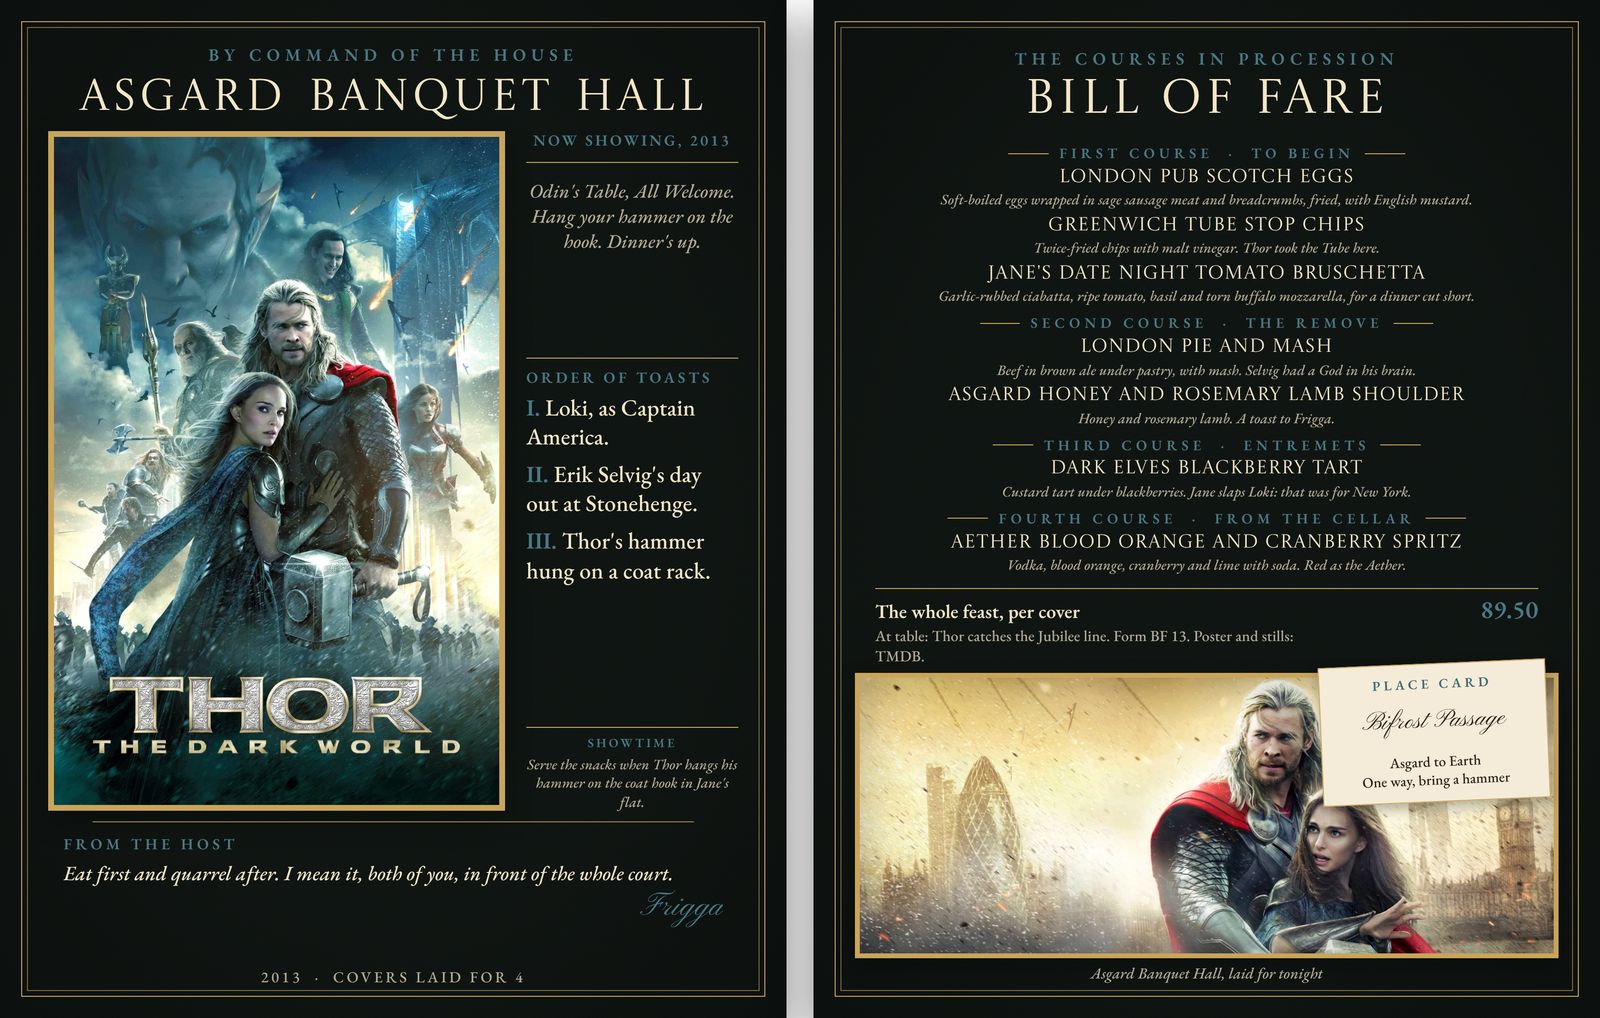 BY COMMAND OF THE HOUSE
ASGARD BANQUET HALL
NOW SHOWING, 2013
Odin's Table, All Welcome.
Hang your hammer on the
hook. Dinner's up.
ORDER OF TOASTS
I. Loki, as Captain
America.
II. Erik Selvig's day
out at Stonehenge.
III. Thor's hammer
hung on a coat rack.
THOR
THE DARK WORLD
SHOWTIME
Serve the snacks when Thor hangs his
hammer on the coat hook in Jane's
flat.
FROM THE HOST
Eat first and quarrel after. I mean it, both of you, in front of the whole court.
Frigga
2013 · COVERS LAID FOR 4
THE COURSES IN PROCESSION
BILL OF FARE
FIRST COURSE · TO BEGIN
LONDON PUB SCOTCH EGGS
Soft-boiled eggs wrapped in sage sausage meat and breadcrumbs, fried, with English mustard.
GREENWICH TUBE STOP CHIPS
Twice-fried chips with malt vinegar. Thor took the Tube here.
JANE'S DATE NIGHT TOMATO BRUSCHETTA
Garlic-rubbed ciabatta, ripe tomato, basil and torn buffalo mozzarella, for a dinner cut short.
SECOND COURSE · THE REMOVE
LONDON PIE AND MASH
Beef in brown ale under pastry, with mash. Selvig had a God in his brain.
ASGARD HONEY AND ROSEMARY LAMB SHOULDER
Honey and rosemary lamb. A toast to Frigga.
THIRD COURSE · ENTREMETS
DARK ELVES BLACKBERRY TART
Custard tart under blackberries. Jane slaps Loki: that was for New York.
FOURTH COURSE · FROM THE CELLAR
AETHER BLOOD ORANGE AND CRANBERRY SPRITZ
Vodka, blood orange, cranberry and lime with soda. Red as the Aether.
The whole feast, per cover 89.50
At table: Thor catches the Jubilee line. Form BF 13. Poster and stills:
TMDB.
PLACE CARD
Bifrost Passage
Asgard to Earth
One way, bring a hammer
Asgard Banquet Hall, laid for tonight